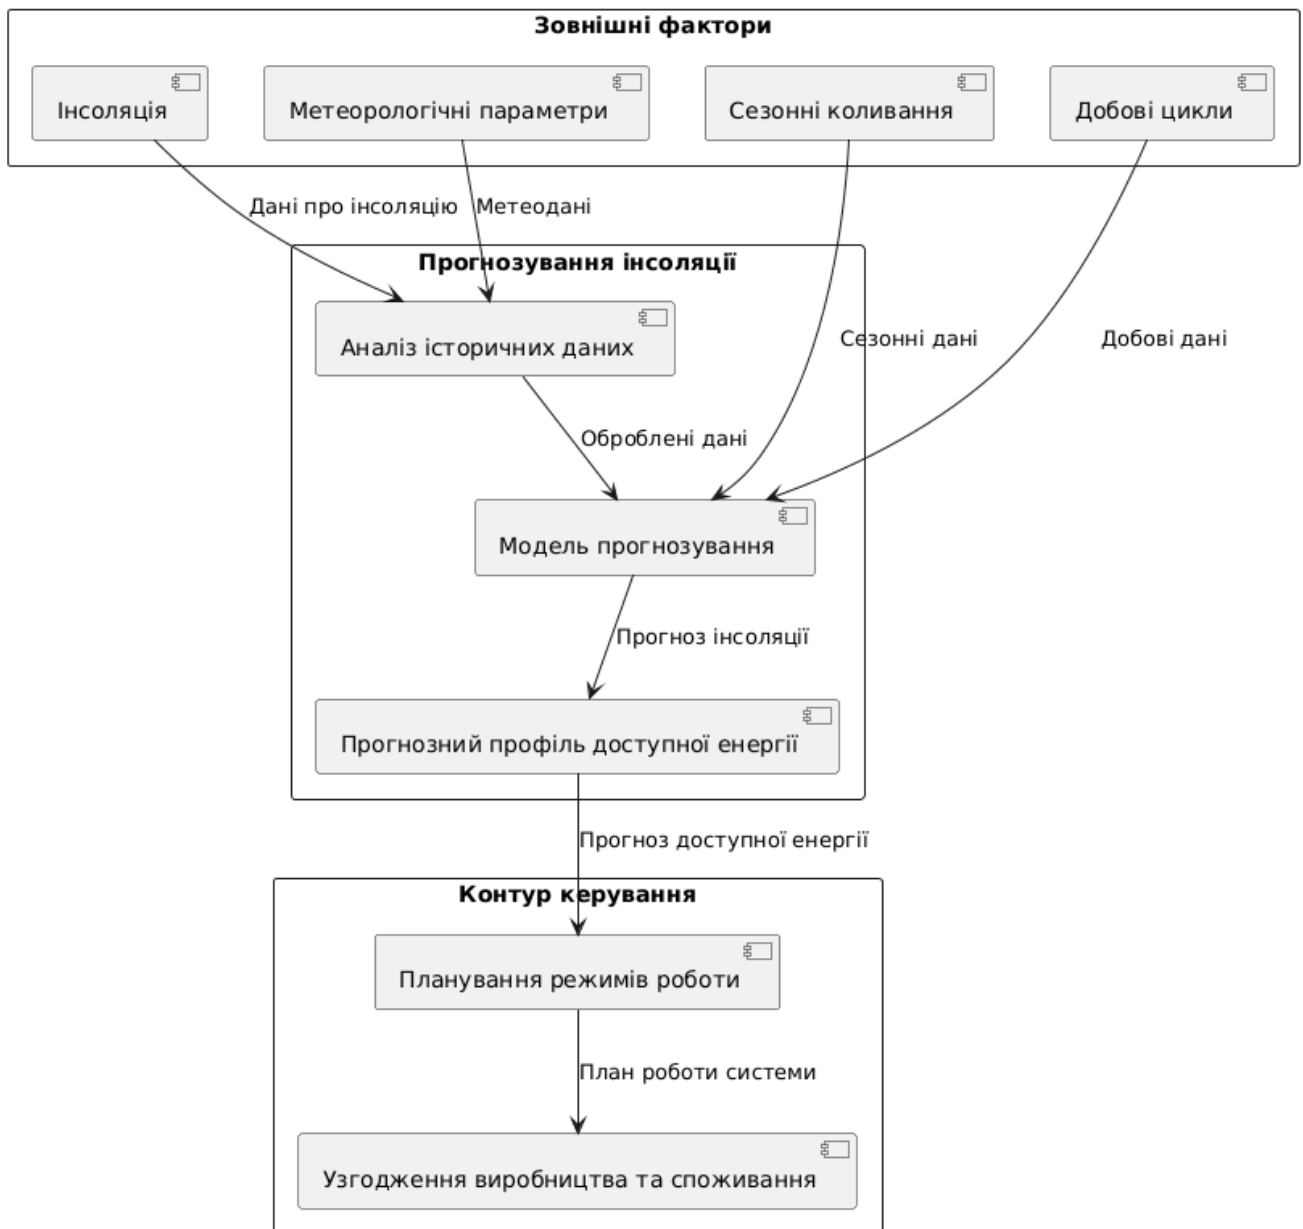 Зовнішні фактори
Інсоляція
Метеорологічні параметри
Сезонні коливання
Добові цикли
Дані про інсоляцію
Метеодані
Прогнозування інсоляції
Аналіз історичних даних
Сезонні дані
Добові дані
Оброблені дані
Модель прогнозування
Прогноз інсоляції
Прогнозний профіль доступної енергії
Прогноз доступної енергії
Контур керування
Планування режимів роботи
План роботи системи
Узгодження виробництва та споживання